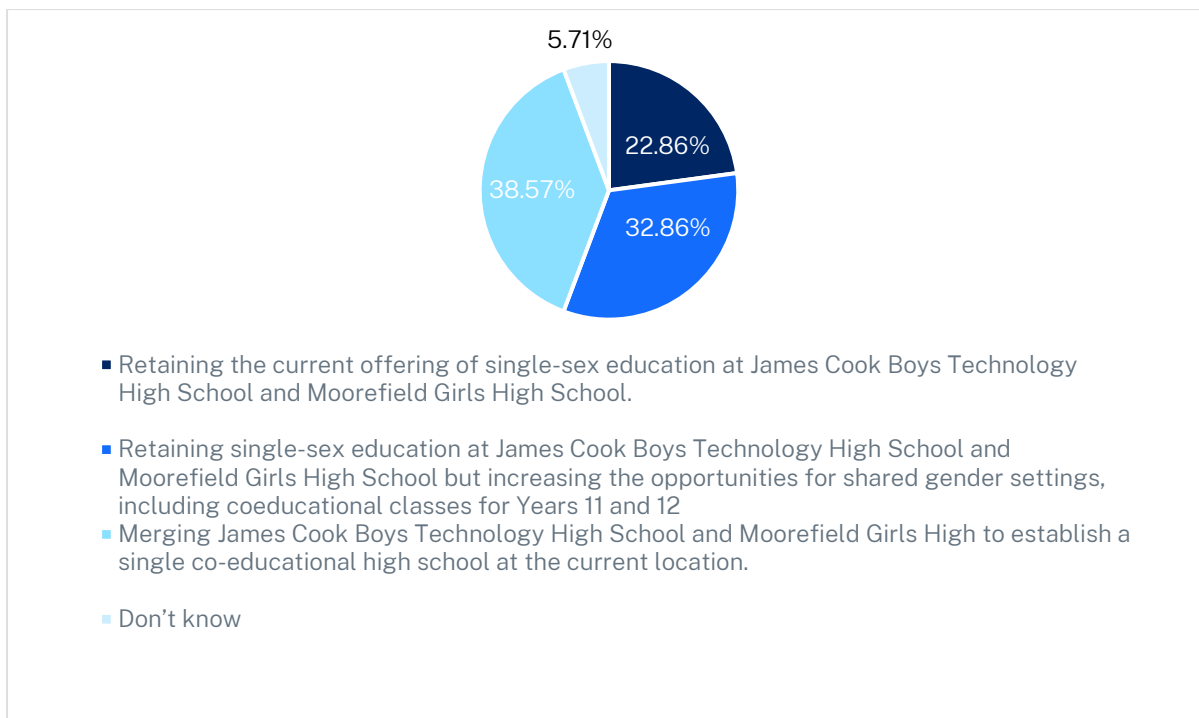 5.71%
22.86%
38.57%
32.86%
Retaining the current offering of single-sex education at James Cook Boys Technology
High School and Moorefield Girls High School.
Retaining single-sex education at James Cook Boys Technology High School and
Moorefield Girls High School but increasing the opportunities for shared gender settings,
including coeducational classes for Years 11 and 12
Merging James Cook Boys Technology High School and Moorefield Girls High to establish a
single co-educational high school at the current location.
Don’t know